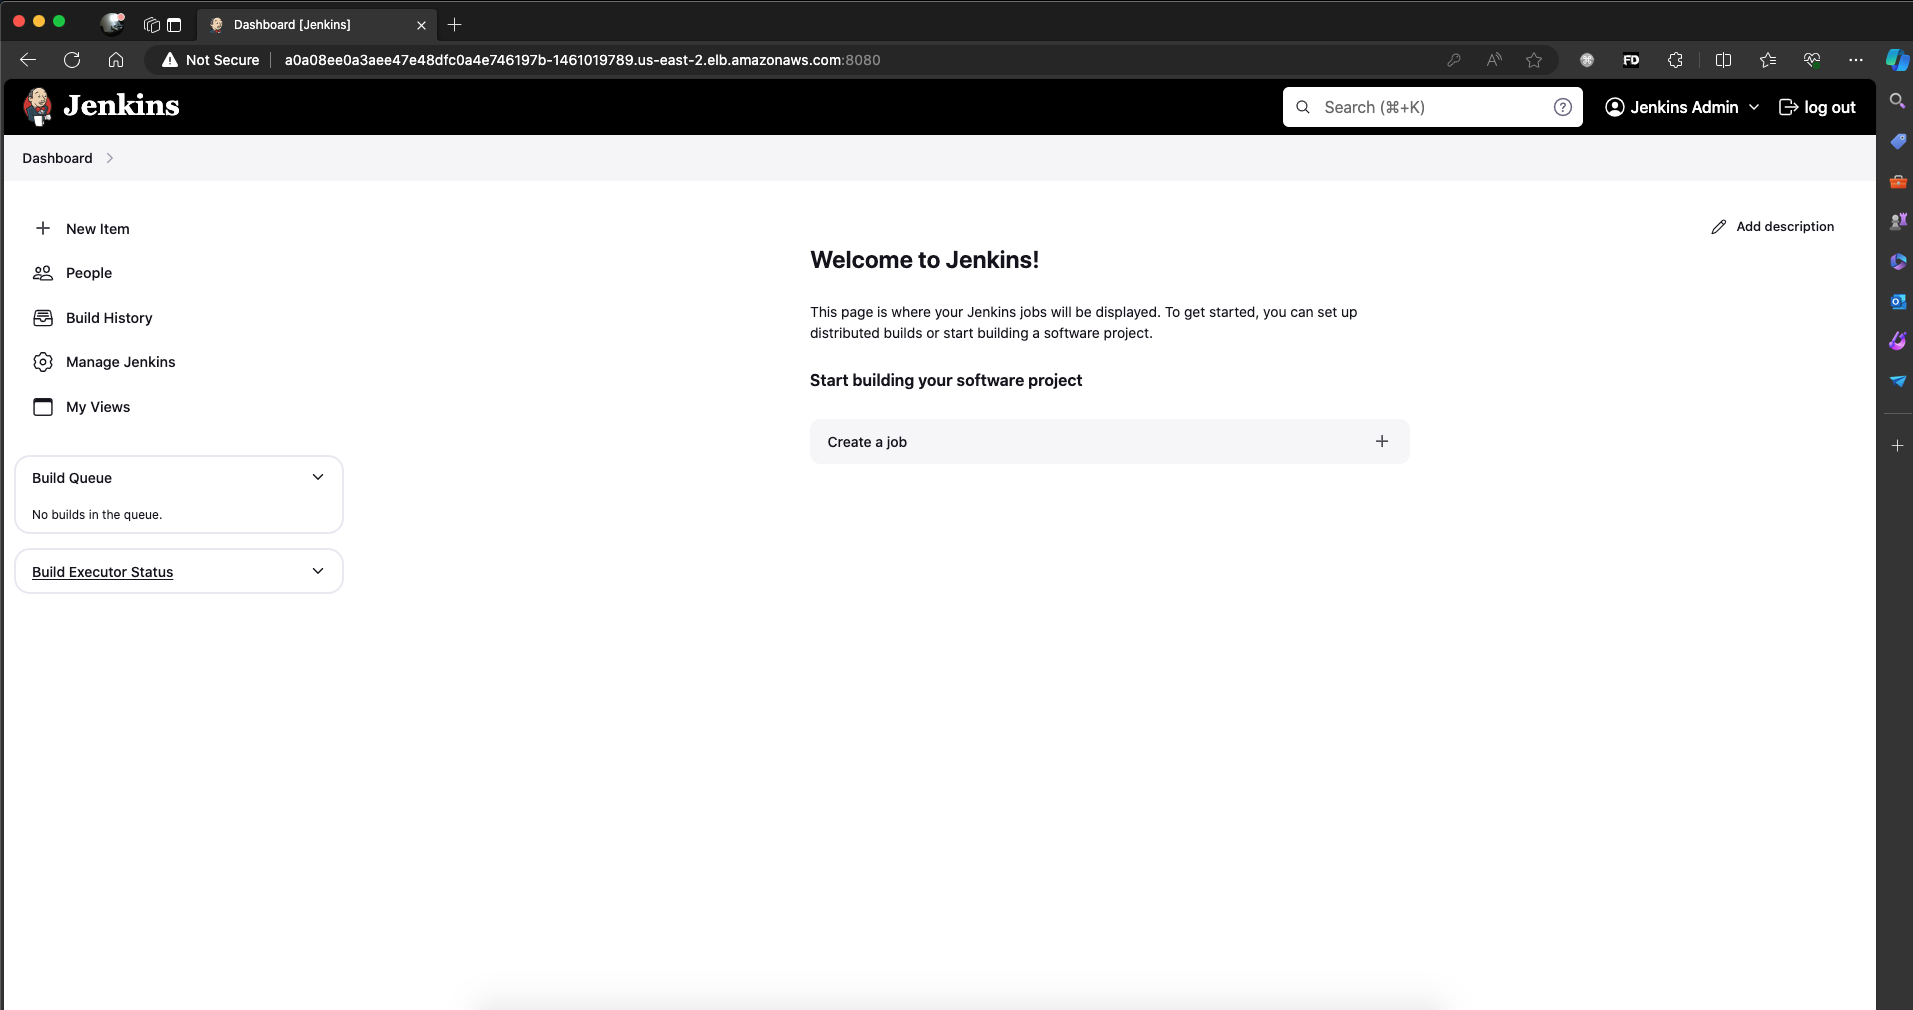 Dashboard [Jenkins]
Not Secure a0a08ee0a3aee47e48dfc0a4e746197b-1461019789.us-east-2.elb.amazonaws.com:8080
FD
Jenkins
Search (⌘+K)
Jenkins Admin
log out
Dashboard
New Item
Add description
People
Build History
Manage Jenkins
My Views
Build Queue
No builds in the queue.
Build Executor Status
Welcome to Jenkins!
This page is where your Jenkins jobs will be displayed. To get started, you can set up
distributed builds or start building a software project.
Start building your software project
Create a job